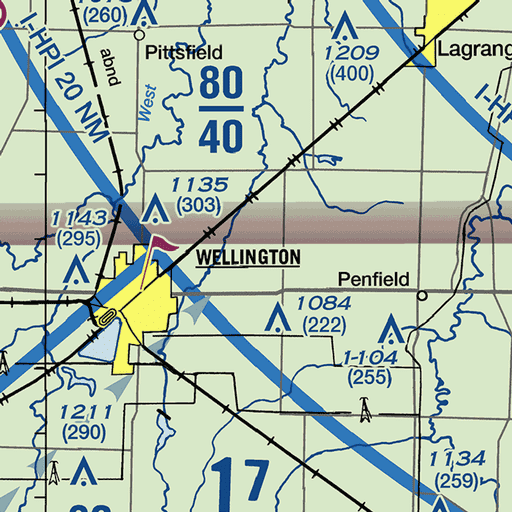 (260)
Pittsfield
I-HPI 20 NM
abnd
West
80
40
1209
(400)
Lagrang
1135
(303)
1143
(295)
WELLINGTON
Penfield
1084
(222)
1104
(255)
1211
(290)
17
1134
(259)